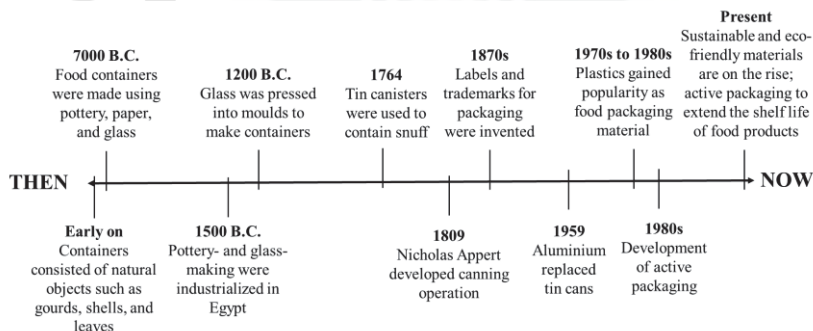 7000 B.C.
Food containers
were made using
pottery, paper,
and glass
1200 B.C.
Glass was pressed
into moulds to
make containers
1764
Tin canisters
were used to
contain snuff
1870s
Labels and
trademarks for
packaging
were invented
1970s to 1980s
Plastics gained
popularity as
food packaging
material
Present
Sustainable and eco-
friendly materials
are on the rise;
active packaging to
extend the shelf life
of food products
THEN
NOW
Early on
Containers
consisted of natural
objects such as
gourds, shells, and
leaves
1500 B.C.
Pottery- and glass-
making were
industrialized in
Egypt
1809
Nicholas Appert
developed canning
operation
1959
Aluminium
replaced
tin cans
1980s
Development
of active
packaging